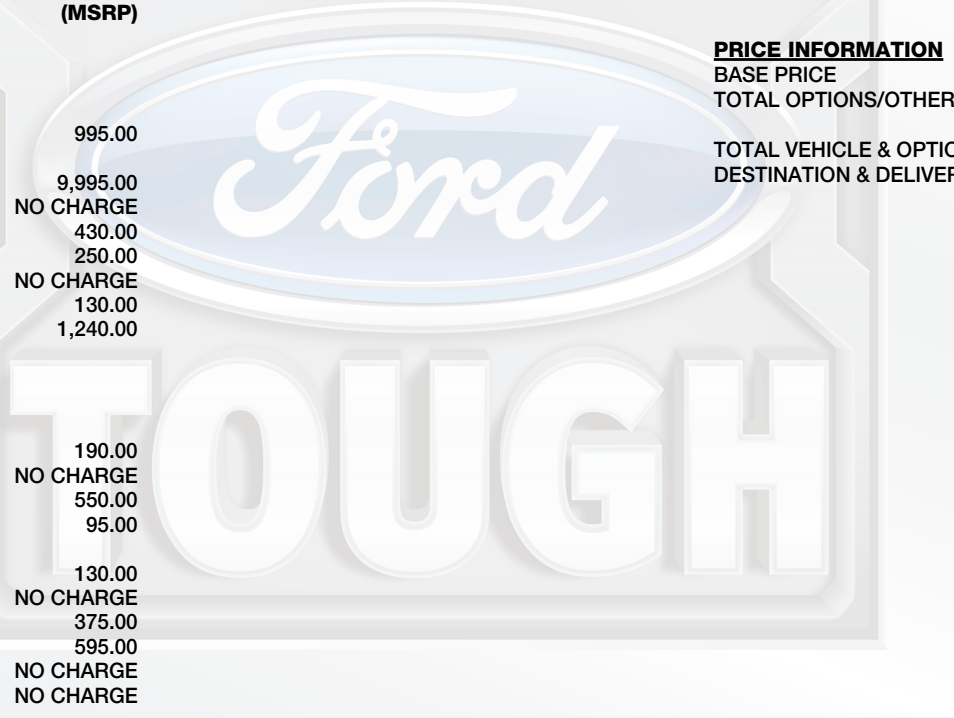 (MSRP)
995.00
9,995.00
NO CHARGE
430.00
250.00
NO CHARGE
130.00
1,240.00
190.00
NO CHARGE
550.00
95.00
130.00
NO CHARGE
375.00
595.00
NO CHARGE
NO CHARGE
PRICE INFORMATION
BASE PRICE
TOTAL OPTIONS/OTHER
TOTAL VEHICLE & OPTIO
DESTINATION & DELIVER
Ford
TOUGH